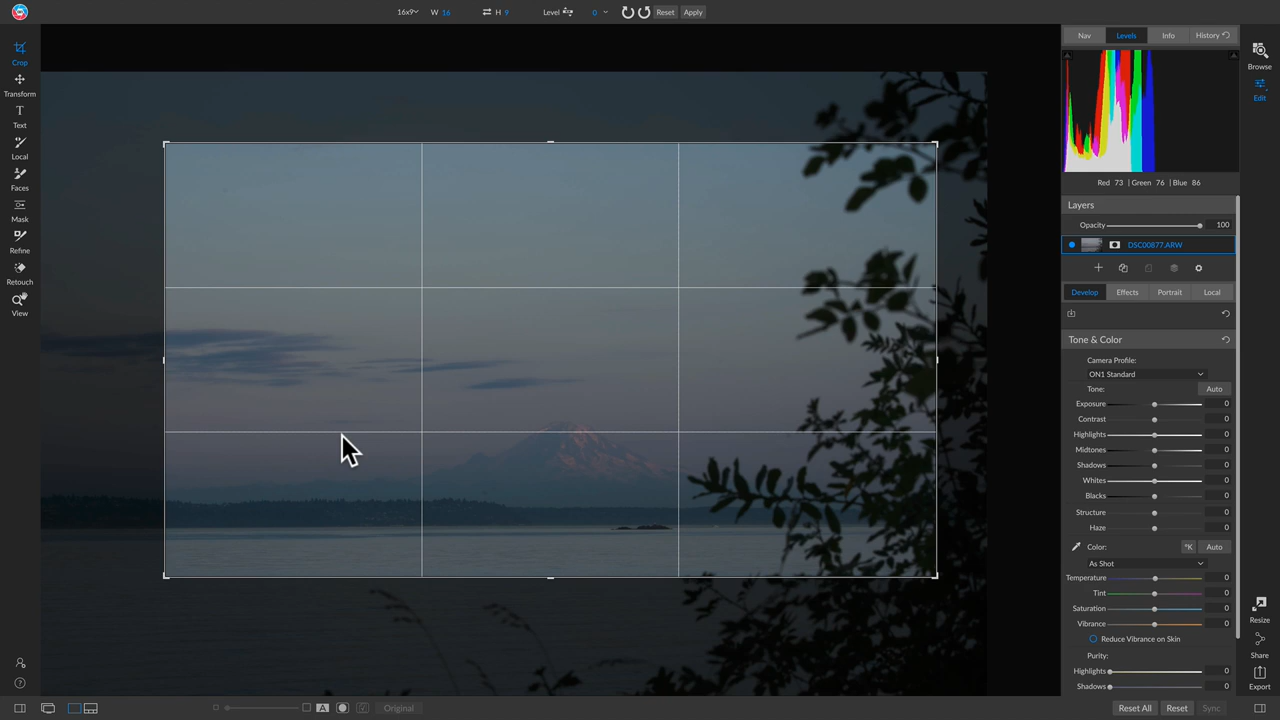 16x9 W 16 H 9 Level 0 Reset Apply
Crop
Transform
Text
Local
Faces
Mask
Refine
Retouch
View
Nav Levels Info History
Red 73 | Green 76 | Blue 86
Layers
Opacity 100
DSC00877.ARW
Develop Effects Portrait Local
Tone & Color
Camera Profile:
ON1 Standard
Tone: Auto
Exposure 0
Contrast 0
Highlights 0
Midtones 0
Shadows 0
Whites 0
Blacks 0
Structure 0
Haze 0
Color: °K Auto
As Shot
Temperature 0
Tint 0
Saturation 0
Vibrance 0
Reduce Vibrance on Skin
Purity:
Highlights 0
Shadows 0
Browse
Edit
Resize
Share
Export
? A Original Reset All Reset Sync